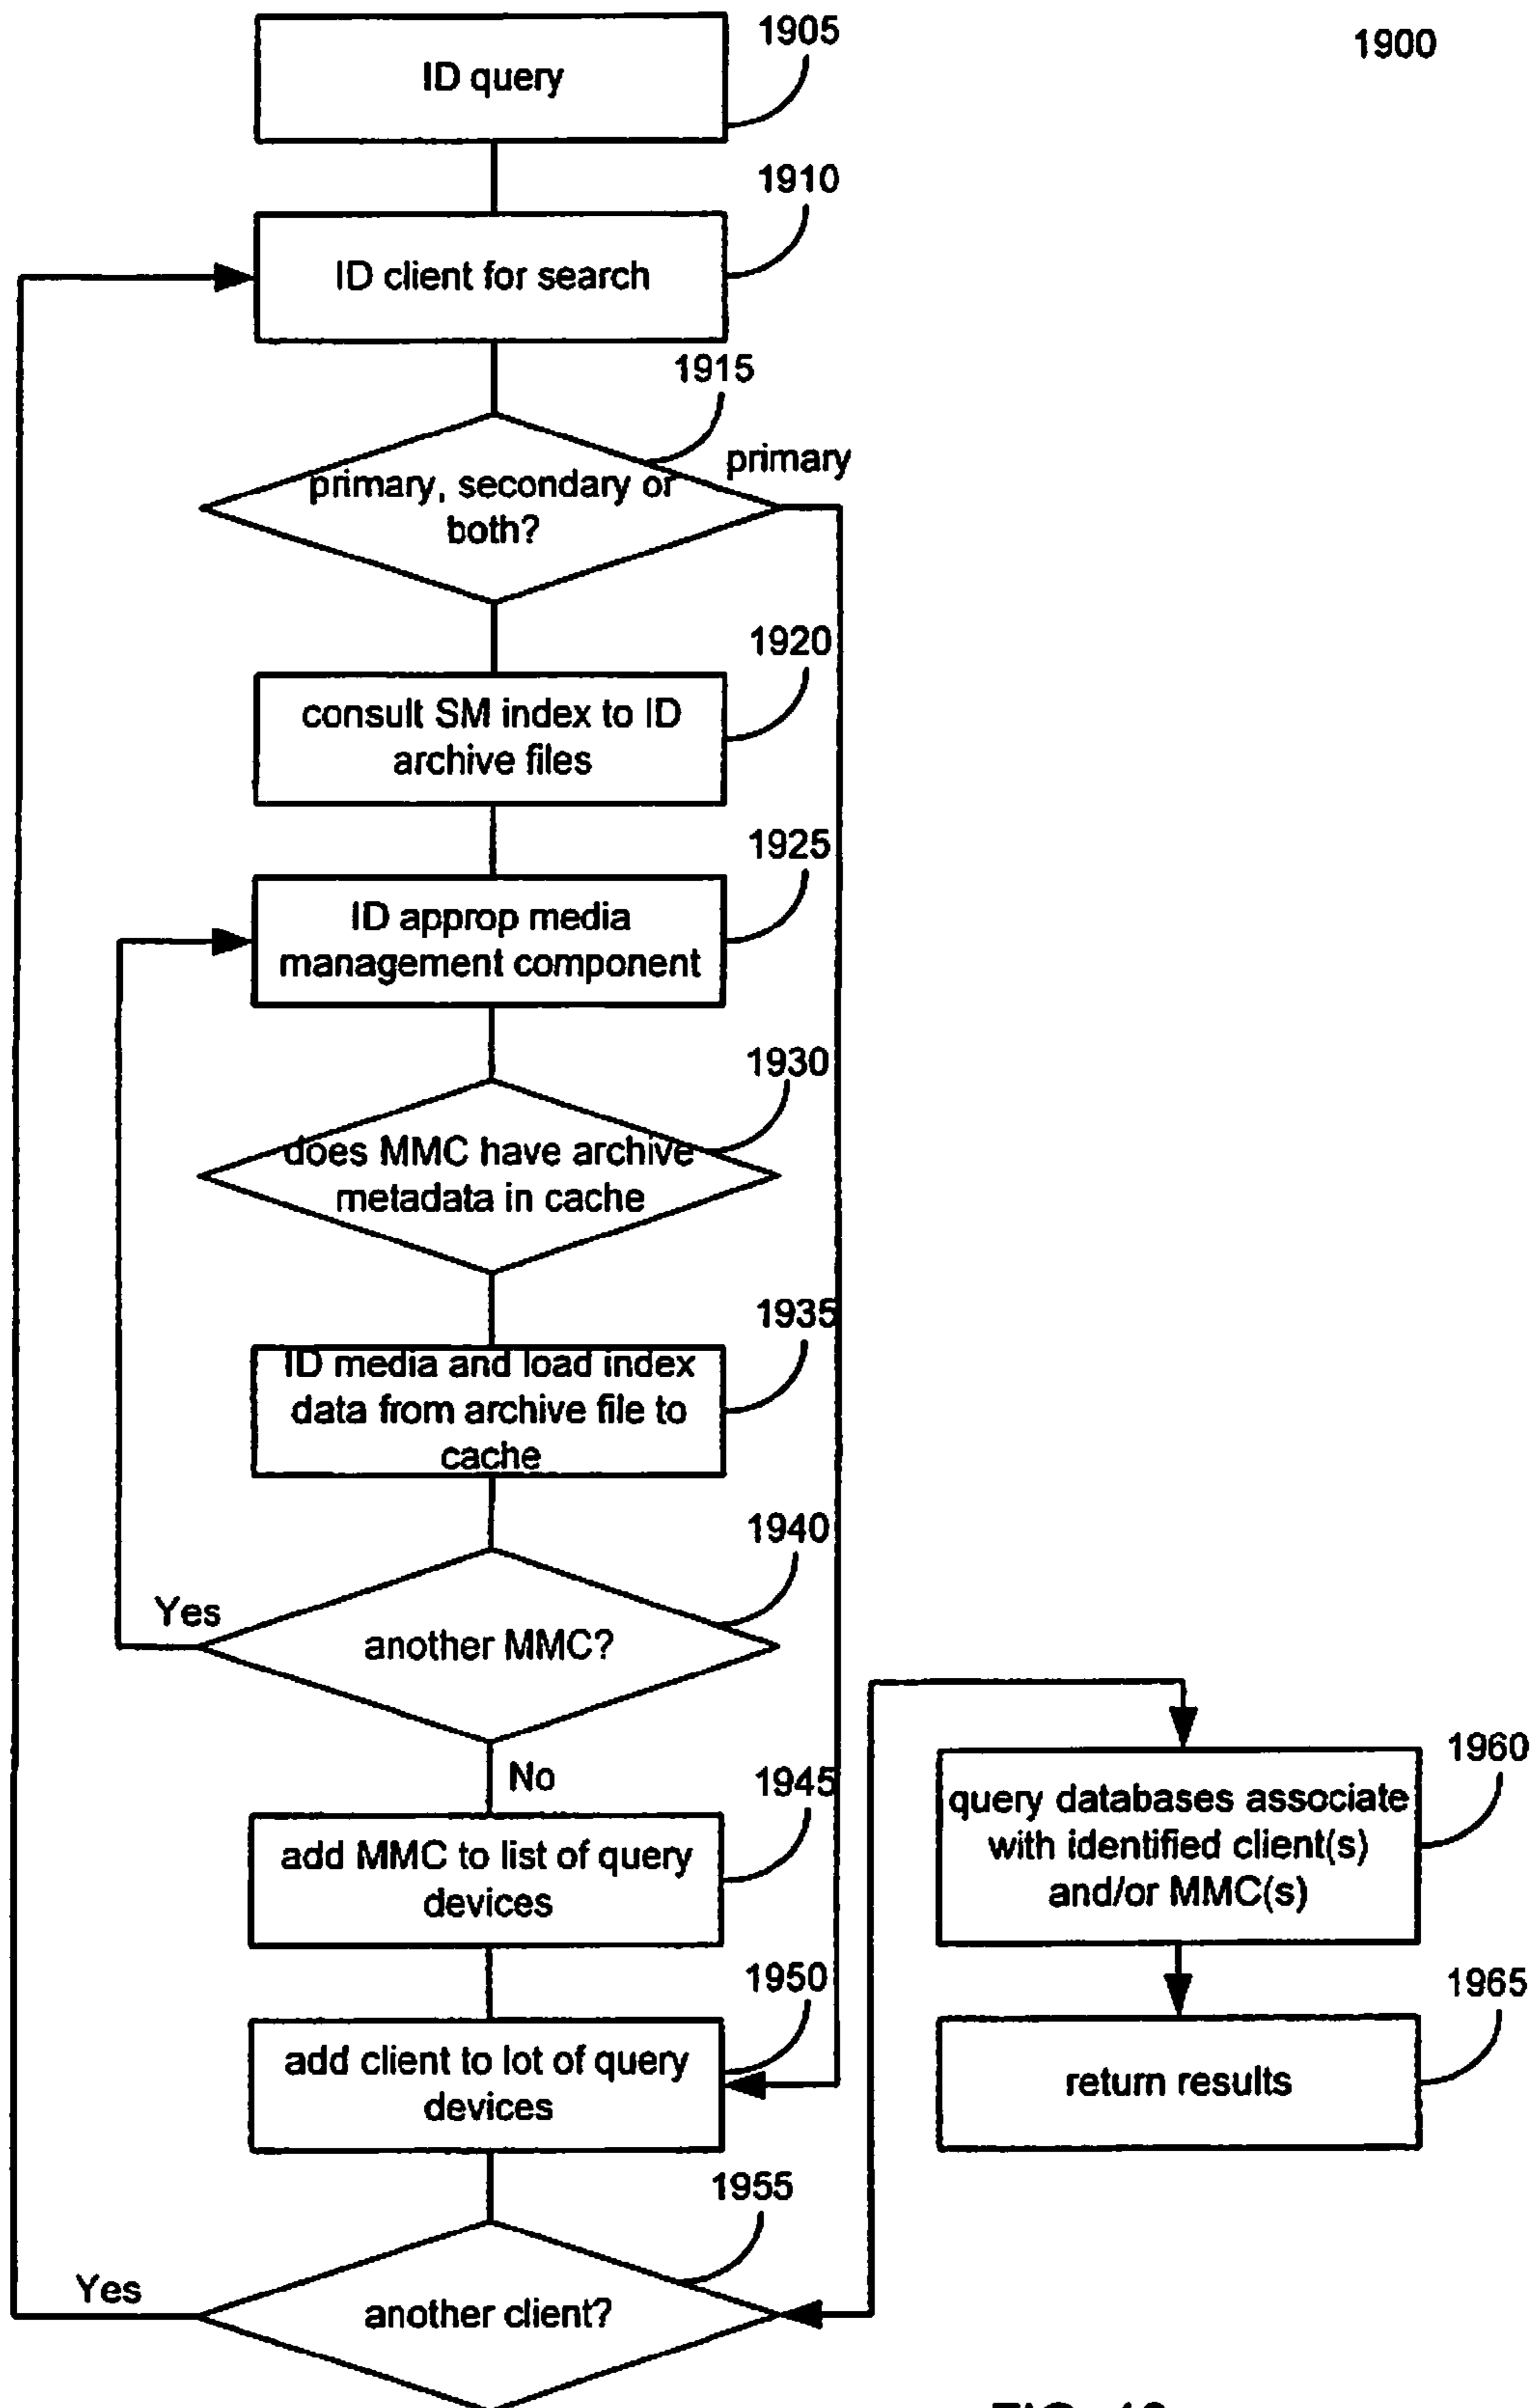 1905
1900
ID query
1910
ID client for search
1915
primary
primary, secondary or
both?
1920
consult SM index to ID
archive files
1925
ID approp media
management component
1930
does MMC have archive
metadata in cache
1935
ID media and load index
data from archive file to
cache
1940
Yes
another MMC?
No
1945
add MMC to list of query
devices
1950
add client to lot of query
devices
1955
Yes
another client?
1960
query databases associate
with identified client(s)
and/or MMC(s)
1965
return results